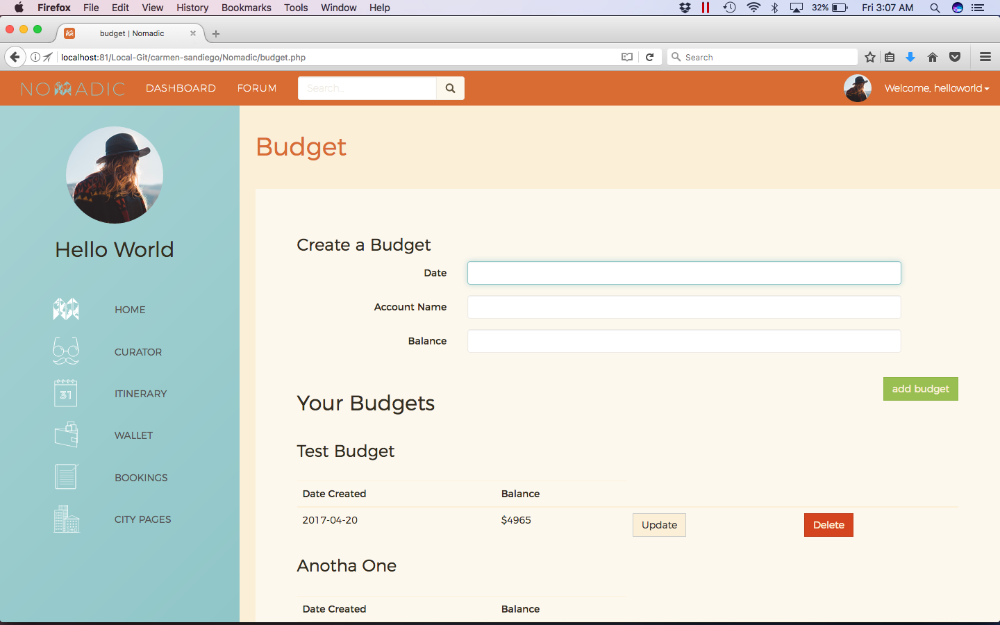 Firefox File Edit View History Bookmarks Tools Window Help 32% Fri 3:07 AM
budget | Nomadic
localhost:81/Local-Git/carmen-sandiego/Nomadic/budget.php Search
NOMADIC DASHBOARD FORUM Search... Welcome, helloworld
Budget
Hello World
HOME
CURATOR
31 ITINERARY
WALLET
BOOKINGS
CITY PAGES
Create a Budget
Date
Account Name
Balance
add budget
Your Budgets
Test Budget
Date Created Balance
2017-04-20 $4965 Update Delete
Anotha One
Date Created Balance